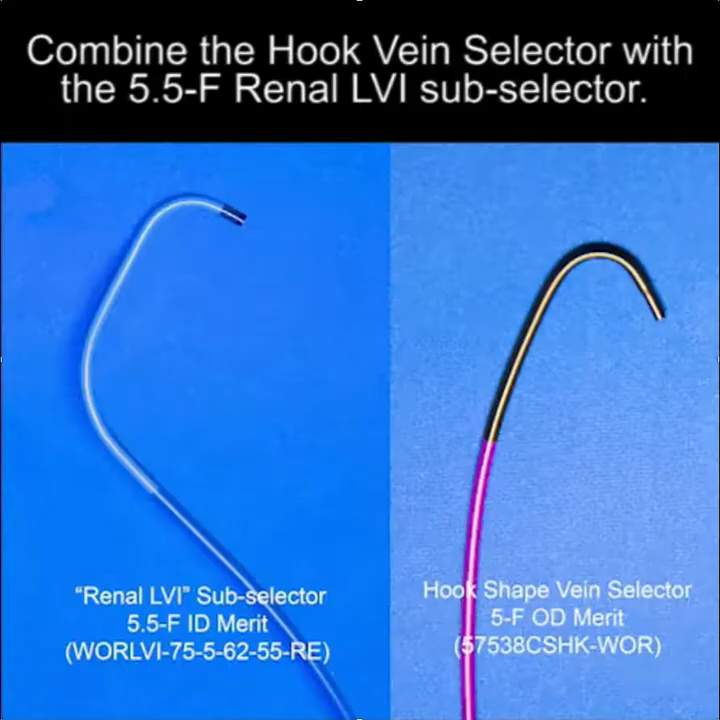 Combine the Hook Vein Selector with
the 5.5-F Renal LVI sub-selector.
“Renal LVI” Sub-selector
5.5-F ID Merit
(WORLVI-75-5-62-55-RE)
Hook Shape Vein Selector
5-F OD Merit
(57538CSHK-WOR)